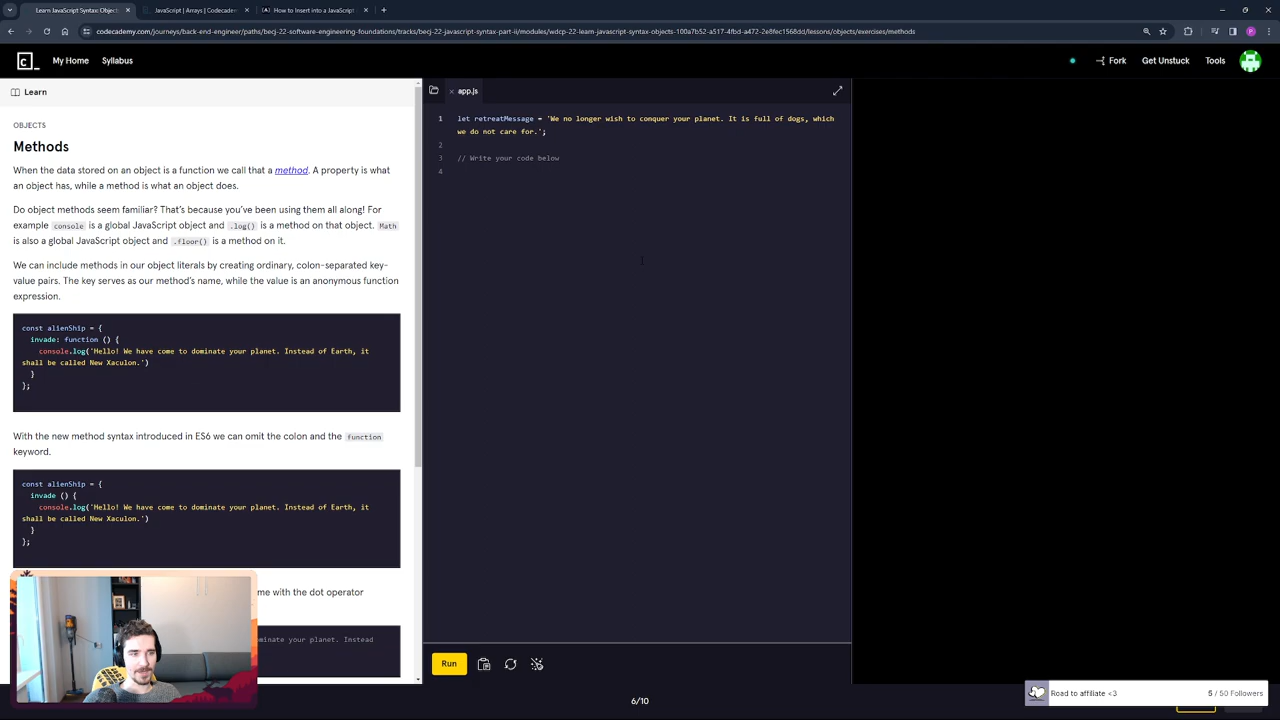 Learn JavaScript Syntax: Objects
JavaScript | Arrays | Codecadem
How to Insert into a JavaScript
codecademy.com/journeys/back-end-engineer/paths/becj-22-software-engineering-foundations/tracks/becj-22-javascript-syntax-part-ii/modules/wdcp-22-learn-javascript-syntax-objects-100a7b52-a517-4fbd-a472-2e8fec1568dd/lessons/objects/exercises/methods
My Home Syllabus
Fork Get Unstuck Tools
Learn
OBJECTS
Methods
When the data stored on an object is a function we call that a method. A property is what
an object has, while a method is what an object does.
Do object methods seem familiar? That's because you've been using them all along! For
example console is a global JavaScript object and .log() is a method on that object. Math
is also a global JavaScript object and .floor() is a method on it.
We can include methods in our object literals by creating ordinary, colon-separated key-
value pairs. The key serves as our method's name, while the value is an anonymous function
expression.
const alienShip = {
invade: function () {
console.log('Hello! We have come to dominate your planet. Instead of Earth, it
shall be called New Xaculon.')
}
};
With the new method syntax introduced in ES6 we can omit the colon and the function
keyword.
const alienShip = {
invade () {
console.log('Hello! We have come to dominate your planet. Instead of Earth, it
shall be called New Xaculon.')
}
};
me with the dot operator
ominate your planet. Instead
app.js
1 let retreatMessage = 'We no longer wish to conquer your planet. It is full of dogs, which
we do not care for.';
2
3 // Write your code below
4
Run
6/10
Road to affiliate <3 5 / 50 Followers